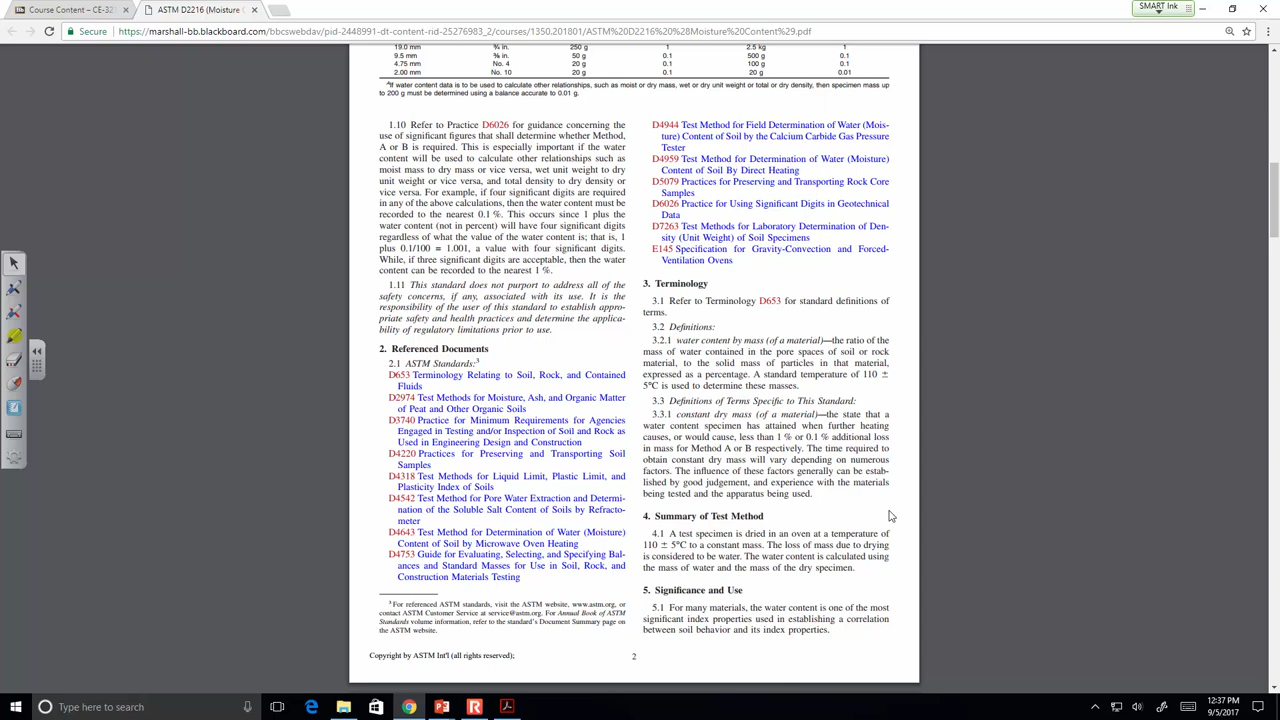 Course Content – CE-32
ASTM D2216 (Moisture C
SMART Ink
Secure
https://marshall-bb.blackboard.com/bbcswebdav/pid-2448991-dt-content-rid-25276983_2/courses/1350.201801/ASTM%20D2216%20%28Moisture%20Content%29.pdf
19.0 mm ¾ in. 250 g 1 2.5 kg 1
9.5 mm ⅜ in. 50 g 0.1 500 g 0.1
4.75 mm No. 4 20 g 0.1 100 g 0.1
2.00 mm No. 10 20 g 0.1 20 g 0.01
A If water content data is to be used to calculate other relationships, such as moist or dry mass, wet or dry unit weight or total or dry density, then specimen mass up
to 200 g must be determined using a balance accurate to 0.01 g.
1.10 Refer to Practice D6026 for guidance concerning the
use of significant figures that shall determine whether Method,
A or B is required. This is especially important if the water
content will be used to calculate other relationships such as
moist mass to dry mass or vice versa, wet unit weight to dry
unit weight or vice versa, and total density to dry density or
vice versa. For example, if four significant digits are required
in any of the above calculations, then the water content must be
recorded to the nearest 0.1 %. This occurs since 1 plus the
water content (not in percent) will have four significant digits
regardless of what the value of the water content is; that is, 1
plus 0.1/100 = 1.001, a value with four significant digits.
While, if three significant digits are acceptable, then the water
content can be recorded to the nearest 1 %.
1.11 This standard does not purport to address all of the
safety concerns, if any, associated with its use. It is the
responsibility of the user of this standard to establish appro-
priate safety and health practices and determine the applica-
bility of regulatory limitations prior to use.
2. Referenced Documents
2.1 ASTM Standards:3
D653 Terminology Relating to Soil, Rock, and Contained
Fluids
D2974 Test Methods for Moisture, Ash, and Organic Matter
of Peat and Other Organic Soils
D3740 Practice for Minimum Requirements for Agencies
Engaged in Testing and/or Inspection of Soil and Rock as
Used in Engineering Design and Construction
D4220 Practices for Preserving and Transporting Soil
Samples
D4318 Test Methods for Liquid Limit, Plastic Limit, and
Plasticity Index of Soils
D4542 Test Method for Pore Water Extraction and Determi-
nation of the Soluble Salt Content of Soils by Refracto-
meter
D4643 Test Method for Determination of Water (Moisture)
Content of Soil by Microwave Oven Heating
D4753 Guide for Evaluating, Selecting, and Specifying Bal-
ances and Standard Masses for Use in Soil, Rock, and
Construction Materials Testing
3 For referenced ASTM standards, visit the ASTM website, www.astm.org, or
contact ASTM Customer Service at service@astm.org. For Annual Book of ASTM
Standards volume information, refer to the standard's Document Summary page on
the ASTM website.
D4944 Test Method for Field Determination of Water (Mois-
ture) Content of Soil by the Calcium Carbide Gas Pressure
Tester
D4959 Test Method for Determination of Water (Moisture)
Content of Soil By Direct Heating
D5079 Practices for Preserving and Transporting Rock Core
Samples
D6026 Practice for Using Significant Digits in Geotechnical
Data
D7263 Test Methods for Laboratory Determination of Den-
sity (Unit Weight) of Soil Specimens
E145 Specification for Gravity-Convection and Forced-
Ventilation Ovens
3. Terminology
3.1 Refer to Terminology D653 for standard definitions of
terms.
3.2 Definitions:
3.2.1 water content by mass (of a material)—the ratio of the
mass of water contained in the pore spaces of soil or rock
material, to the solid mass of particles in that material,
expressed as a percentage. A standard temperature of 110 ±
5°C is used to determine these masses.
3.3 Definitions of Terms Specific to This Standard:
3.3.1 constant dry mass (of a material)—the state that a
water content specimen has attained when further heating
causes, or would cause, less than 1 % or 0.1 % additional loss
in mass for Method A or B respectively. The time required to
obtain constant dry mass will vary depending on numerous
factors. The influence of these factors generally can be estab-
lished by good judgement, and experience with the materials
being tested and the apparatus being used.
4. Summary of Test Method
4.1 A test specimen is dried in an oven at a temperature of
110 ± 5°C to a constant mass. The loss of mass due to drying
is considered to be water. The water content is calculated using
the mass of water and the mass of the dry specimen.
5. Significance and Use
5.1 For many materials, the water content is one of the most
significant index properties used in establishing a correlation
between soil behavior and its index properties.
Copyright by ASTM Int'l (all rights reserved);
2
Type here to search
12:37 PM
9/5/2017